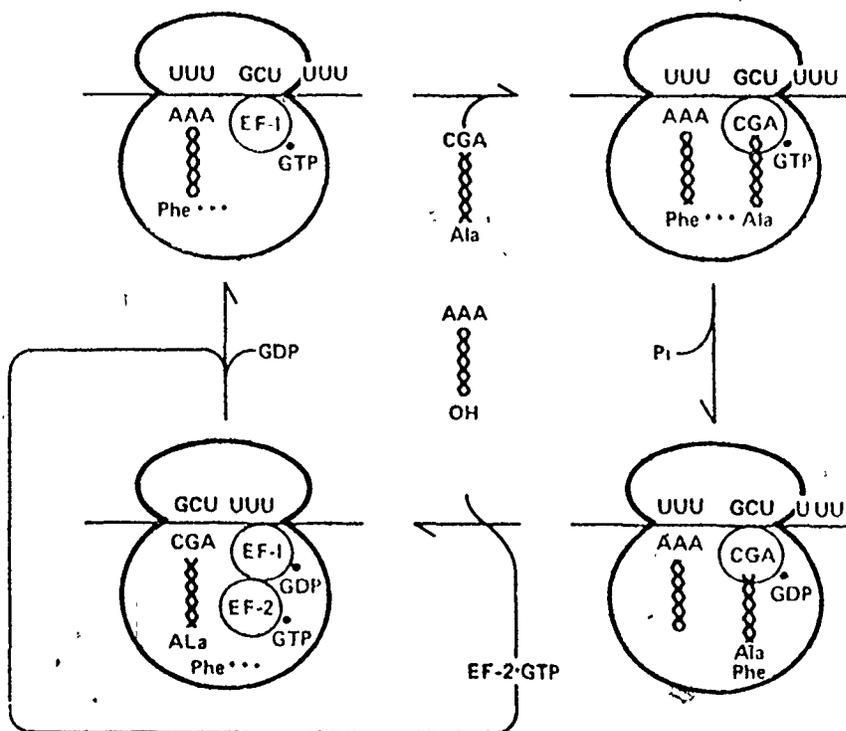 UUU GCU UUU
AAA EF-1
GTP
Phe •••
CGA
Ala
UUU GCU UUU
AAA CGA
GTP
Phe ••• Ala
GDP
AAA
OH
Pi
GCU UUU
CGA EF-1
GDP
EF-2
GTP
ALa
Phe •••
EF-2•GTP
UUU GCU UUU
AAA CGA
GDP
Ala
Phe